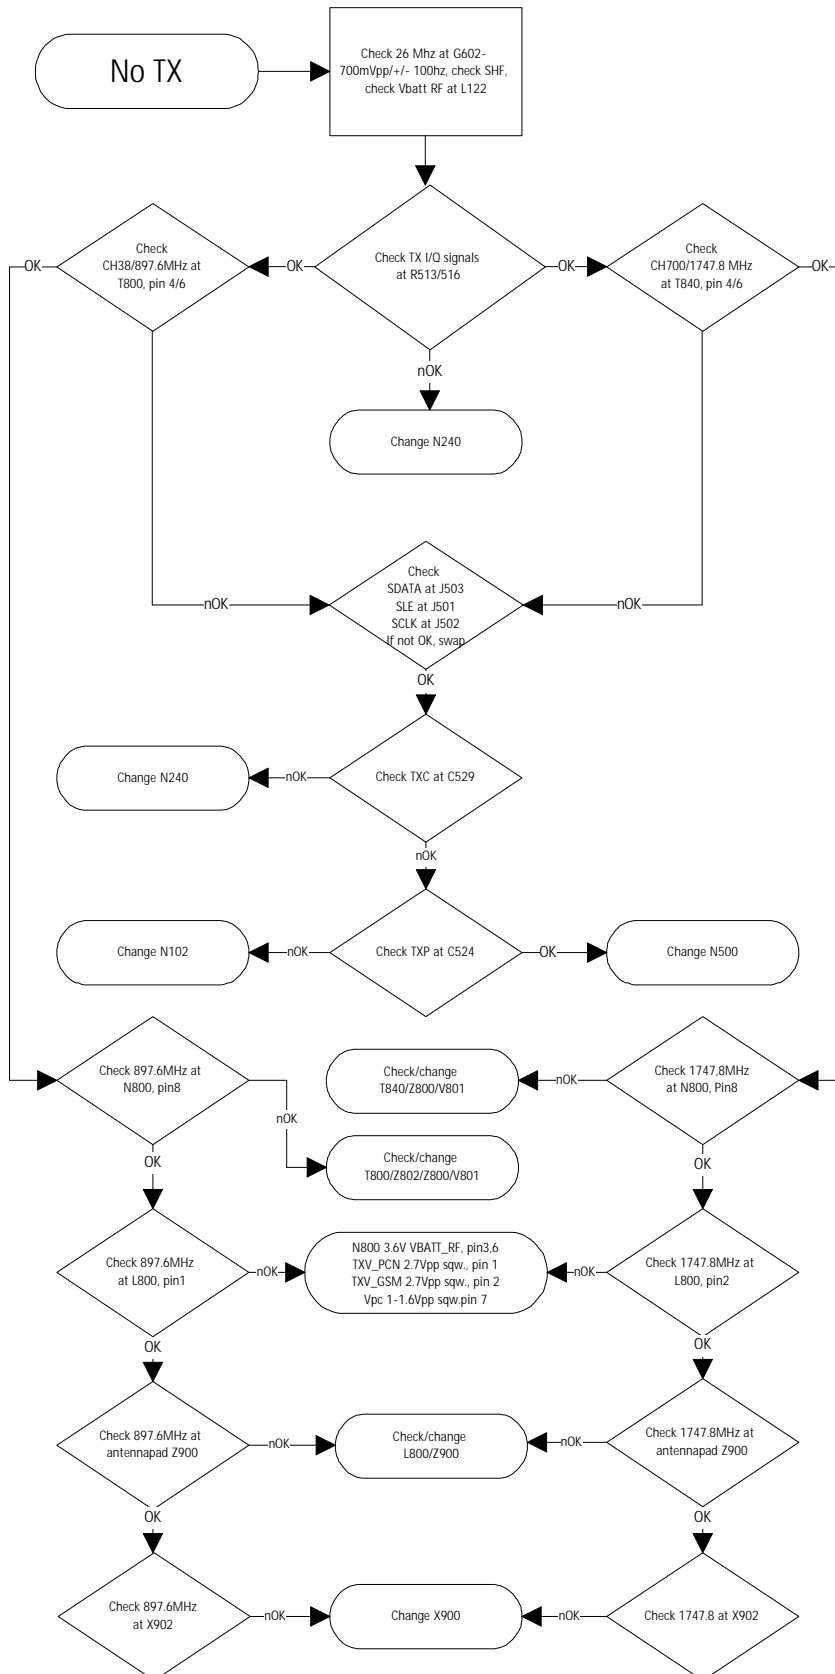 No TX
Check 26 Mhz at G602-
700mVpp/+/- 100hz, check SHF,
check Vbatt RF at L122
Check
CH38/897.6MHz at
T800, pin 4/6
Check TX I/Q signals
at R513/516
Check
CH700/1747.8 MHz
at T840, pin 4/6
OK
OK
OK
OK
nOK
Change N240
Check
SDATA at J503
SLE at J501
SCLK at J502
If not OK, swap
nOK
nOK
OK
Change N240
nOK
Check TXC at C529
nOK
Change N102
nOK
Check TXP at C524
OK
Change N500
Check 897.6MHz at
N800, pin8
Check/change
T840/Z800/V801
nOK
Check 1747,8MHz
at N800, Pin8
nOK
OK
Check/change
T800/Z802/Z800/V801
OK
Check 897.6MHz
at L800, pin1
nOK
N800 3.6V VBATT_RF, pin3,6
TXV_PCN 2.7Vpp sqw., pin 1
TXV_GSM 2.7Vpp sqw., pin 2
Vpc 1-1.6Vpp sqw.pin 7
nOK
Check 1747.8MHz at
L800, pin2
OK
OK
Check 897.6MHz at
antennapad Z900
nOK
Check/change
L800/Z900
nOK
Check 1747.8MHz at
antennapad Z900
OK
OK
Check 897.6MHz
at X902
nOK
Change X900
nOK
Check 1747.8 at X902